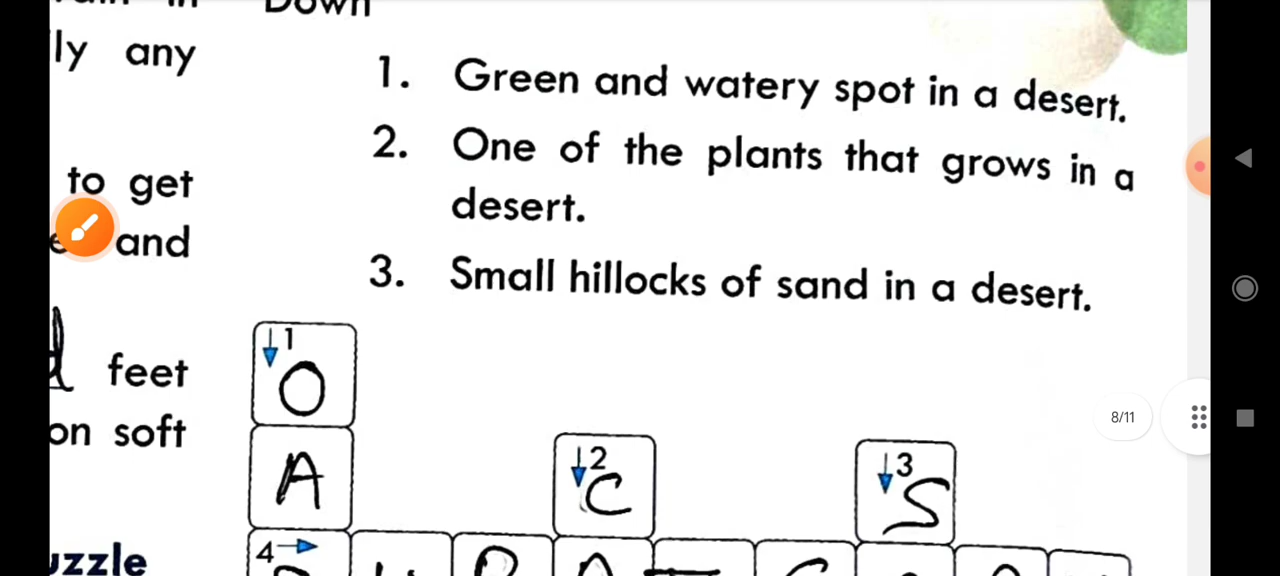 Down
ly any
1. Green and watery spot in a desert.
2. One of the plants that grows in a
desert.
to get
and
3. Small hillocks of sand in a desert.
feet
on soft
1
O
A
2
C
3
S
4
uzzle
8/11